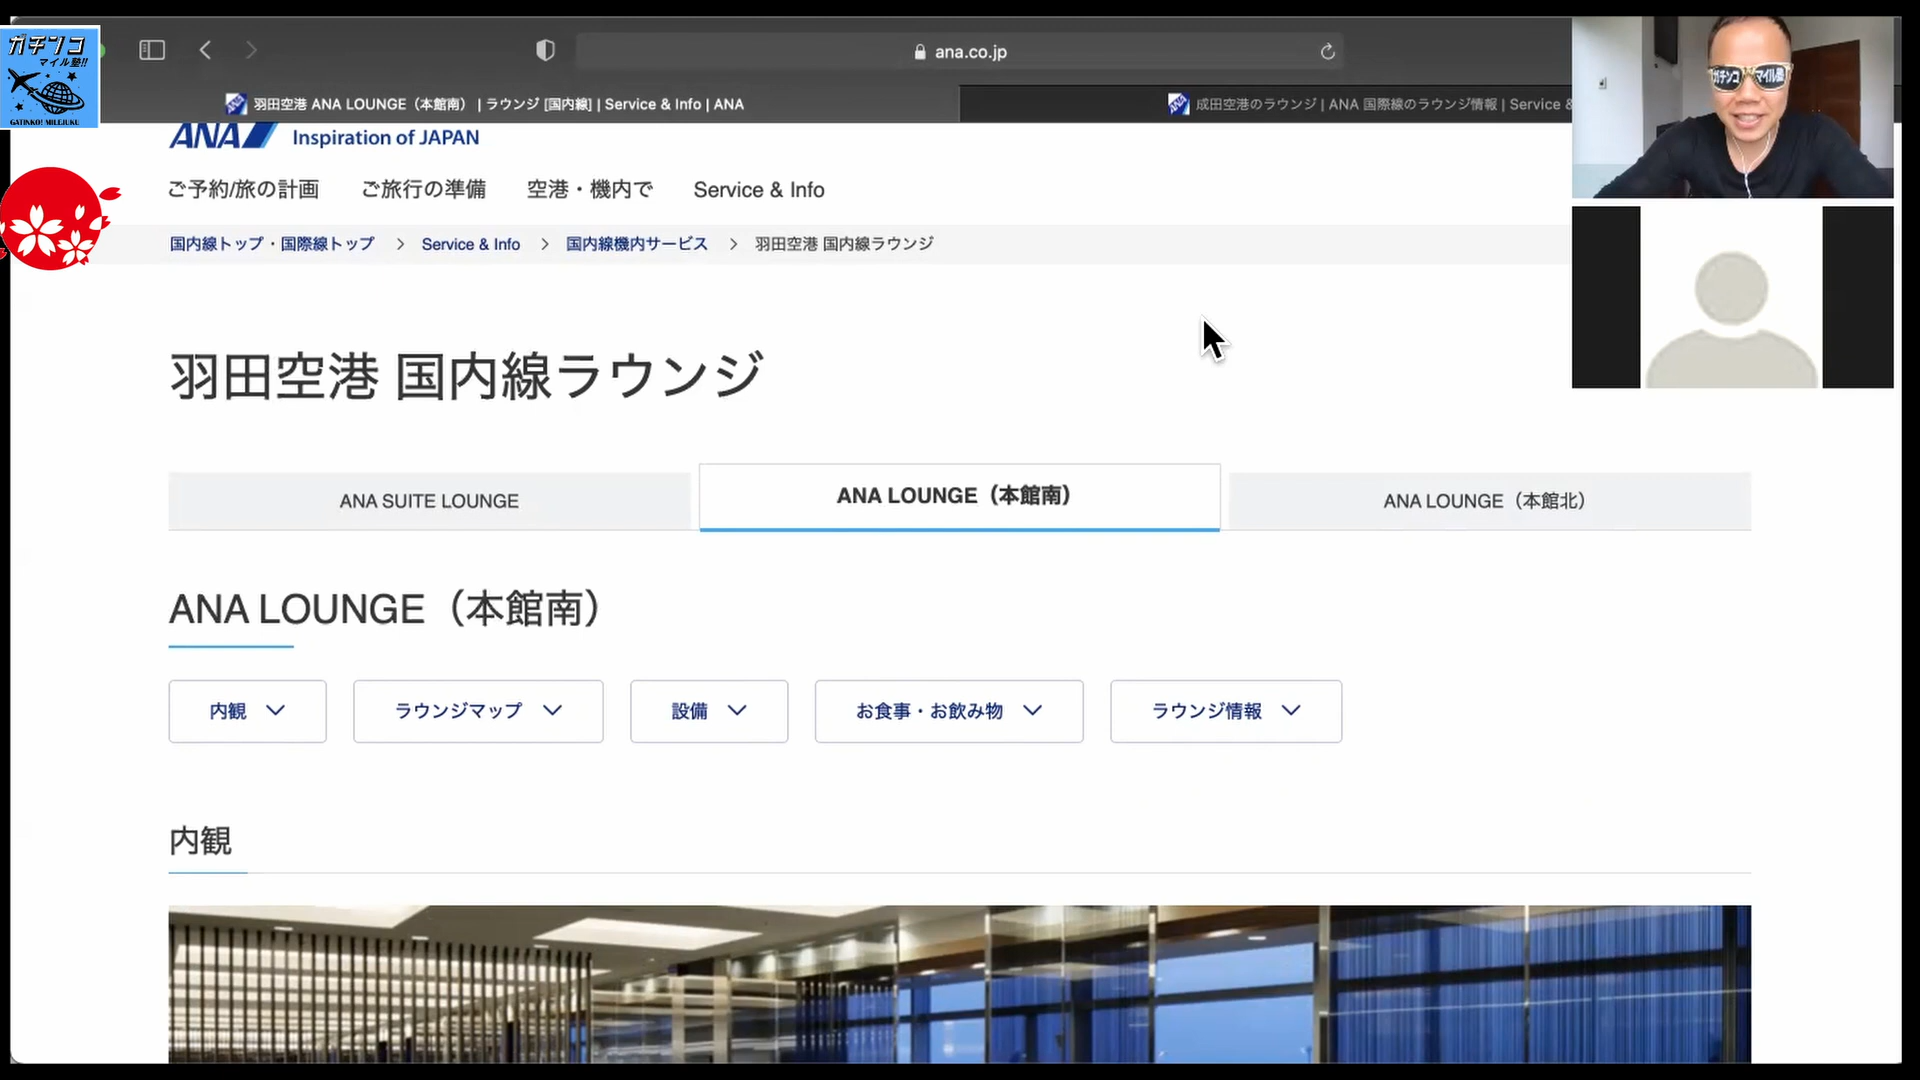 ガチンコ
マイル塾!!
GATINKO! MILEJUKU
ana.co.jp
羽田空港 ANA LOUNGE（本館南） | ラウンジ [国内線] | Service & Info | ANA
成田空港のラウンジ | ANA 国際線のラウンジ情報 | Service &
ガチンコ マイル塾
ANA Inspiration of JAPAN
ご予約/旅の計画 ご旅行の準備 空港・機内で Service & Info
国内線トップ・国際線トップ > Service & Info > 国内線機内サービス > 羽田空港 国内線ラウンジ
羽田空港 国内線ラウンジ
ANA SUITE LOUNGE ANA LOUNGE（本館南） ANA LOUNGE（本館北）
ANA LOUNGE（本館南）
内観 ラウンジマップ 設備 お食事・お飲み物 ラウンジ情報
内観